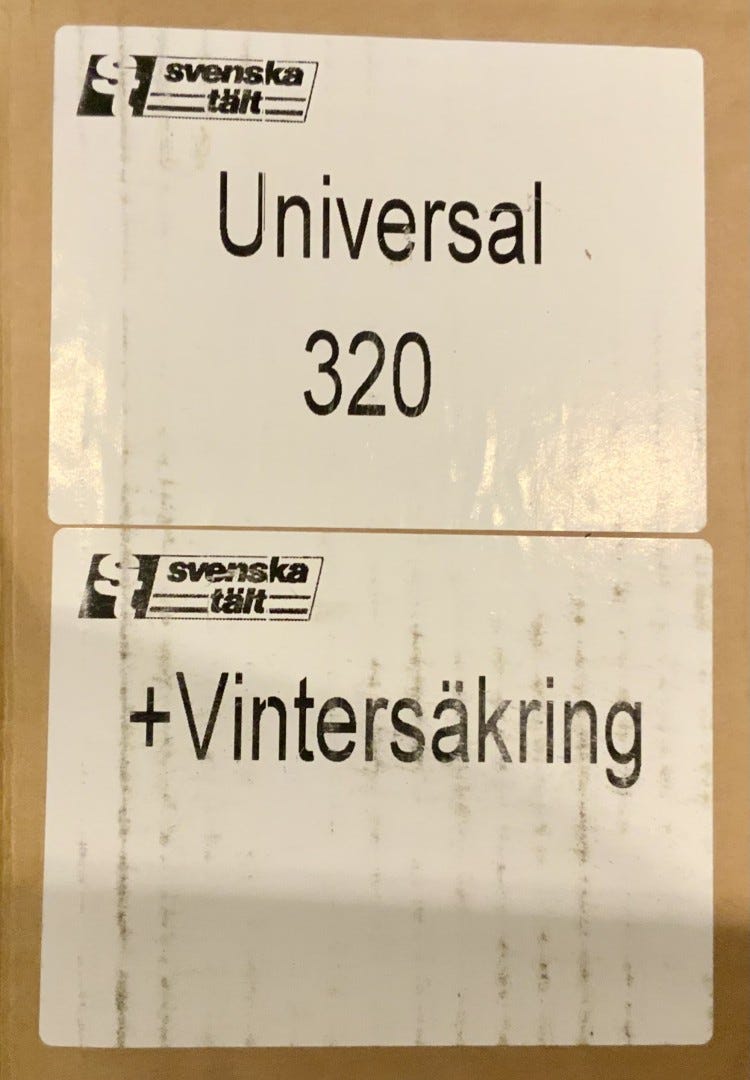 svenska
tält
Universal
320
svenska
tält
+Vintersäkring